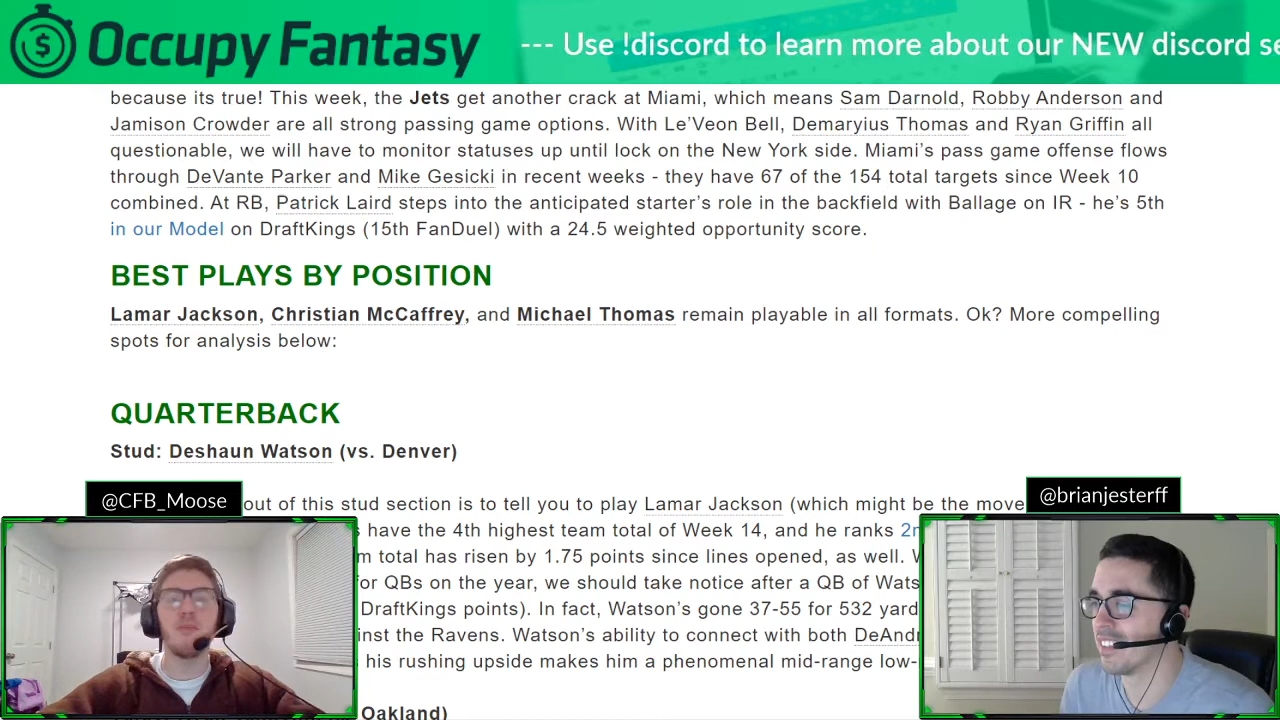 Occupy Fantasy
--- Use !discord to learn more about our NEW discord se
because its true! This week, the Jets get another crack at Miami, which means Sam Darnold, Robby Anderson and
Jamison Crowder are all strong passing game options. With Le’Veon Bell, Demaryius Thomas and Ryan Griffin all
questionable, we will have to monitor statuses up until lock on the New York side. Miami’s pass game offense flows
through DeVante Parker and Mike Gesicki in recent weeks - they have 67 of the 154 total targets since Week 10
combined. At RB, Patrick Laird steps into the anticipated starter’s role in the backfield with Ballage on IR - he’s 5th
in our Model on DraftKings (15th FanDuel) with a 24.5 weighted opportunity score.
BEST PLAYS BY POSITION
Lamar Jackson, Christian McCaffrey, and Michael Thomas remain playable in all formats. Ok? More compelling
spots for analysis below:
QUARTERBACK
Stud: Deshaun Watson (vs. Denver)
@CFB_Moose
@brianjesterff
out of this stud section is to tell you to play Lamar Jackson (which might be the move
have the 4th highest team total of Week 14, and he ranks
total has risen by 1.75 points since lines opened, as well.
for QBs on the year, we should take notice after a QB of
DraftKings points). In fact, Watson’s gone 37-55 for 532
the Ravens. Watson’s ability to connect with both
his rushing upside makes him a phenomenal mid-range
Oakland)